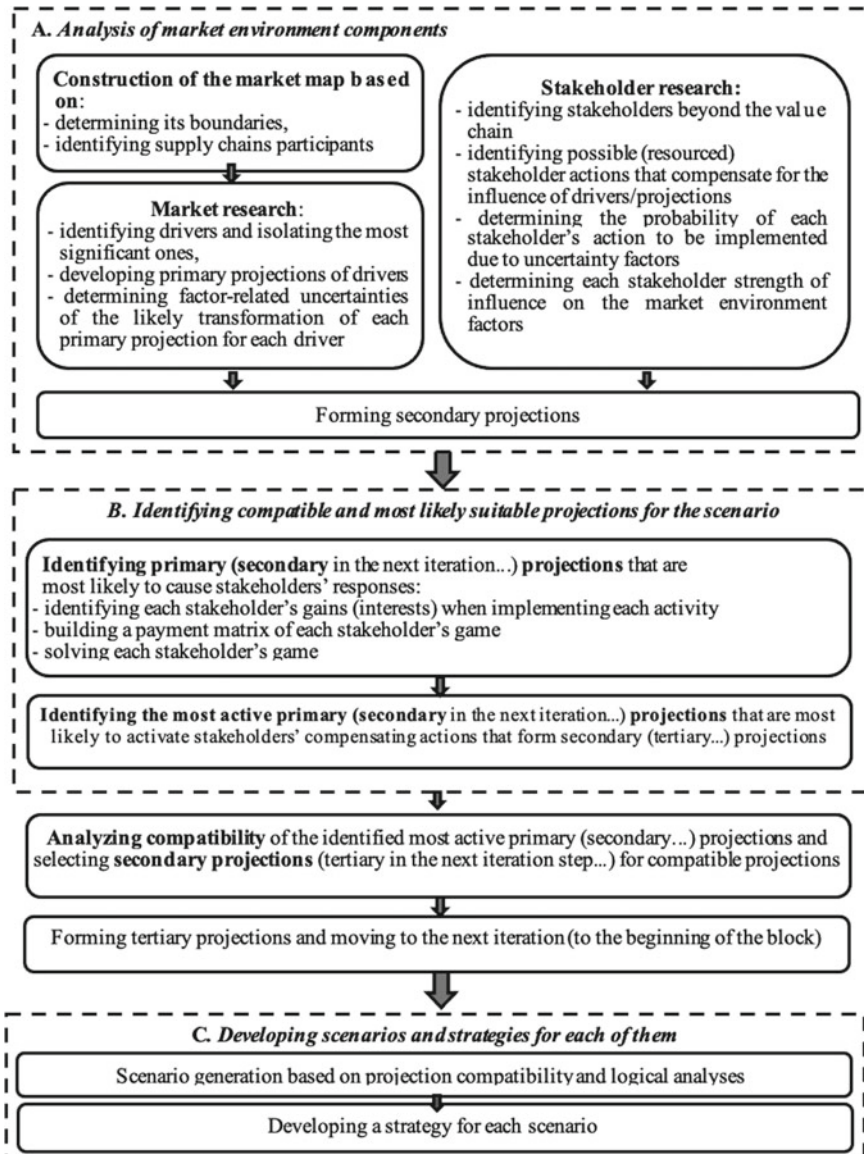 A. Analysis of market environment components
Construction of the market map based
on:
- determining its boundaries,
- identifying supply chains participants
Market research:
- identifying drivers and isolating the most
significant ones,
- developing primary projections of drivers
- determining factor-related uncertainties
of the likely transformation of each
primary projection for each driver
Stakeholder research:
- identifying stakeholders beyond the value
chain
- identifying possible (resourced)
stakeholder actions that compensate for the
influence of drivers/projections
- determining the probability of each
stakeholder's action to be implemented
due to uncertainty factors
- determining each stakeholder strength of
influence on the market environment
factors
Forming secondary projections
B. Identifying compatible and most likely suitable projections for the scenario
Identifying primary (secondary in the next iteration...) projections that are
most likely to cause stakeholders' responses:
- identifying each stakeholder's gains (interests) when implementing each activity
- building a payment matrix of each stakeholder's game
- solving each stakeholder's game
Identifying the most active primary (secondary in the next iteration...) projections that are most
likely to activate stakeholders' compensating actions that form secondary (tertiary...) projections
Analyzing compatibility of the identified most active primary (secondary...) projections and
selecting secondary projections (tertiary in the next iteration step...) for compatible projections
Forming tertiary projections and moving to the next iteration (to the beginning of the block)
C. Developing scenarios and strategies for each of them
Scenario generation based on projection compatibility and logical analyses
Developing a strategy for each scenario